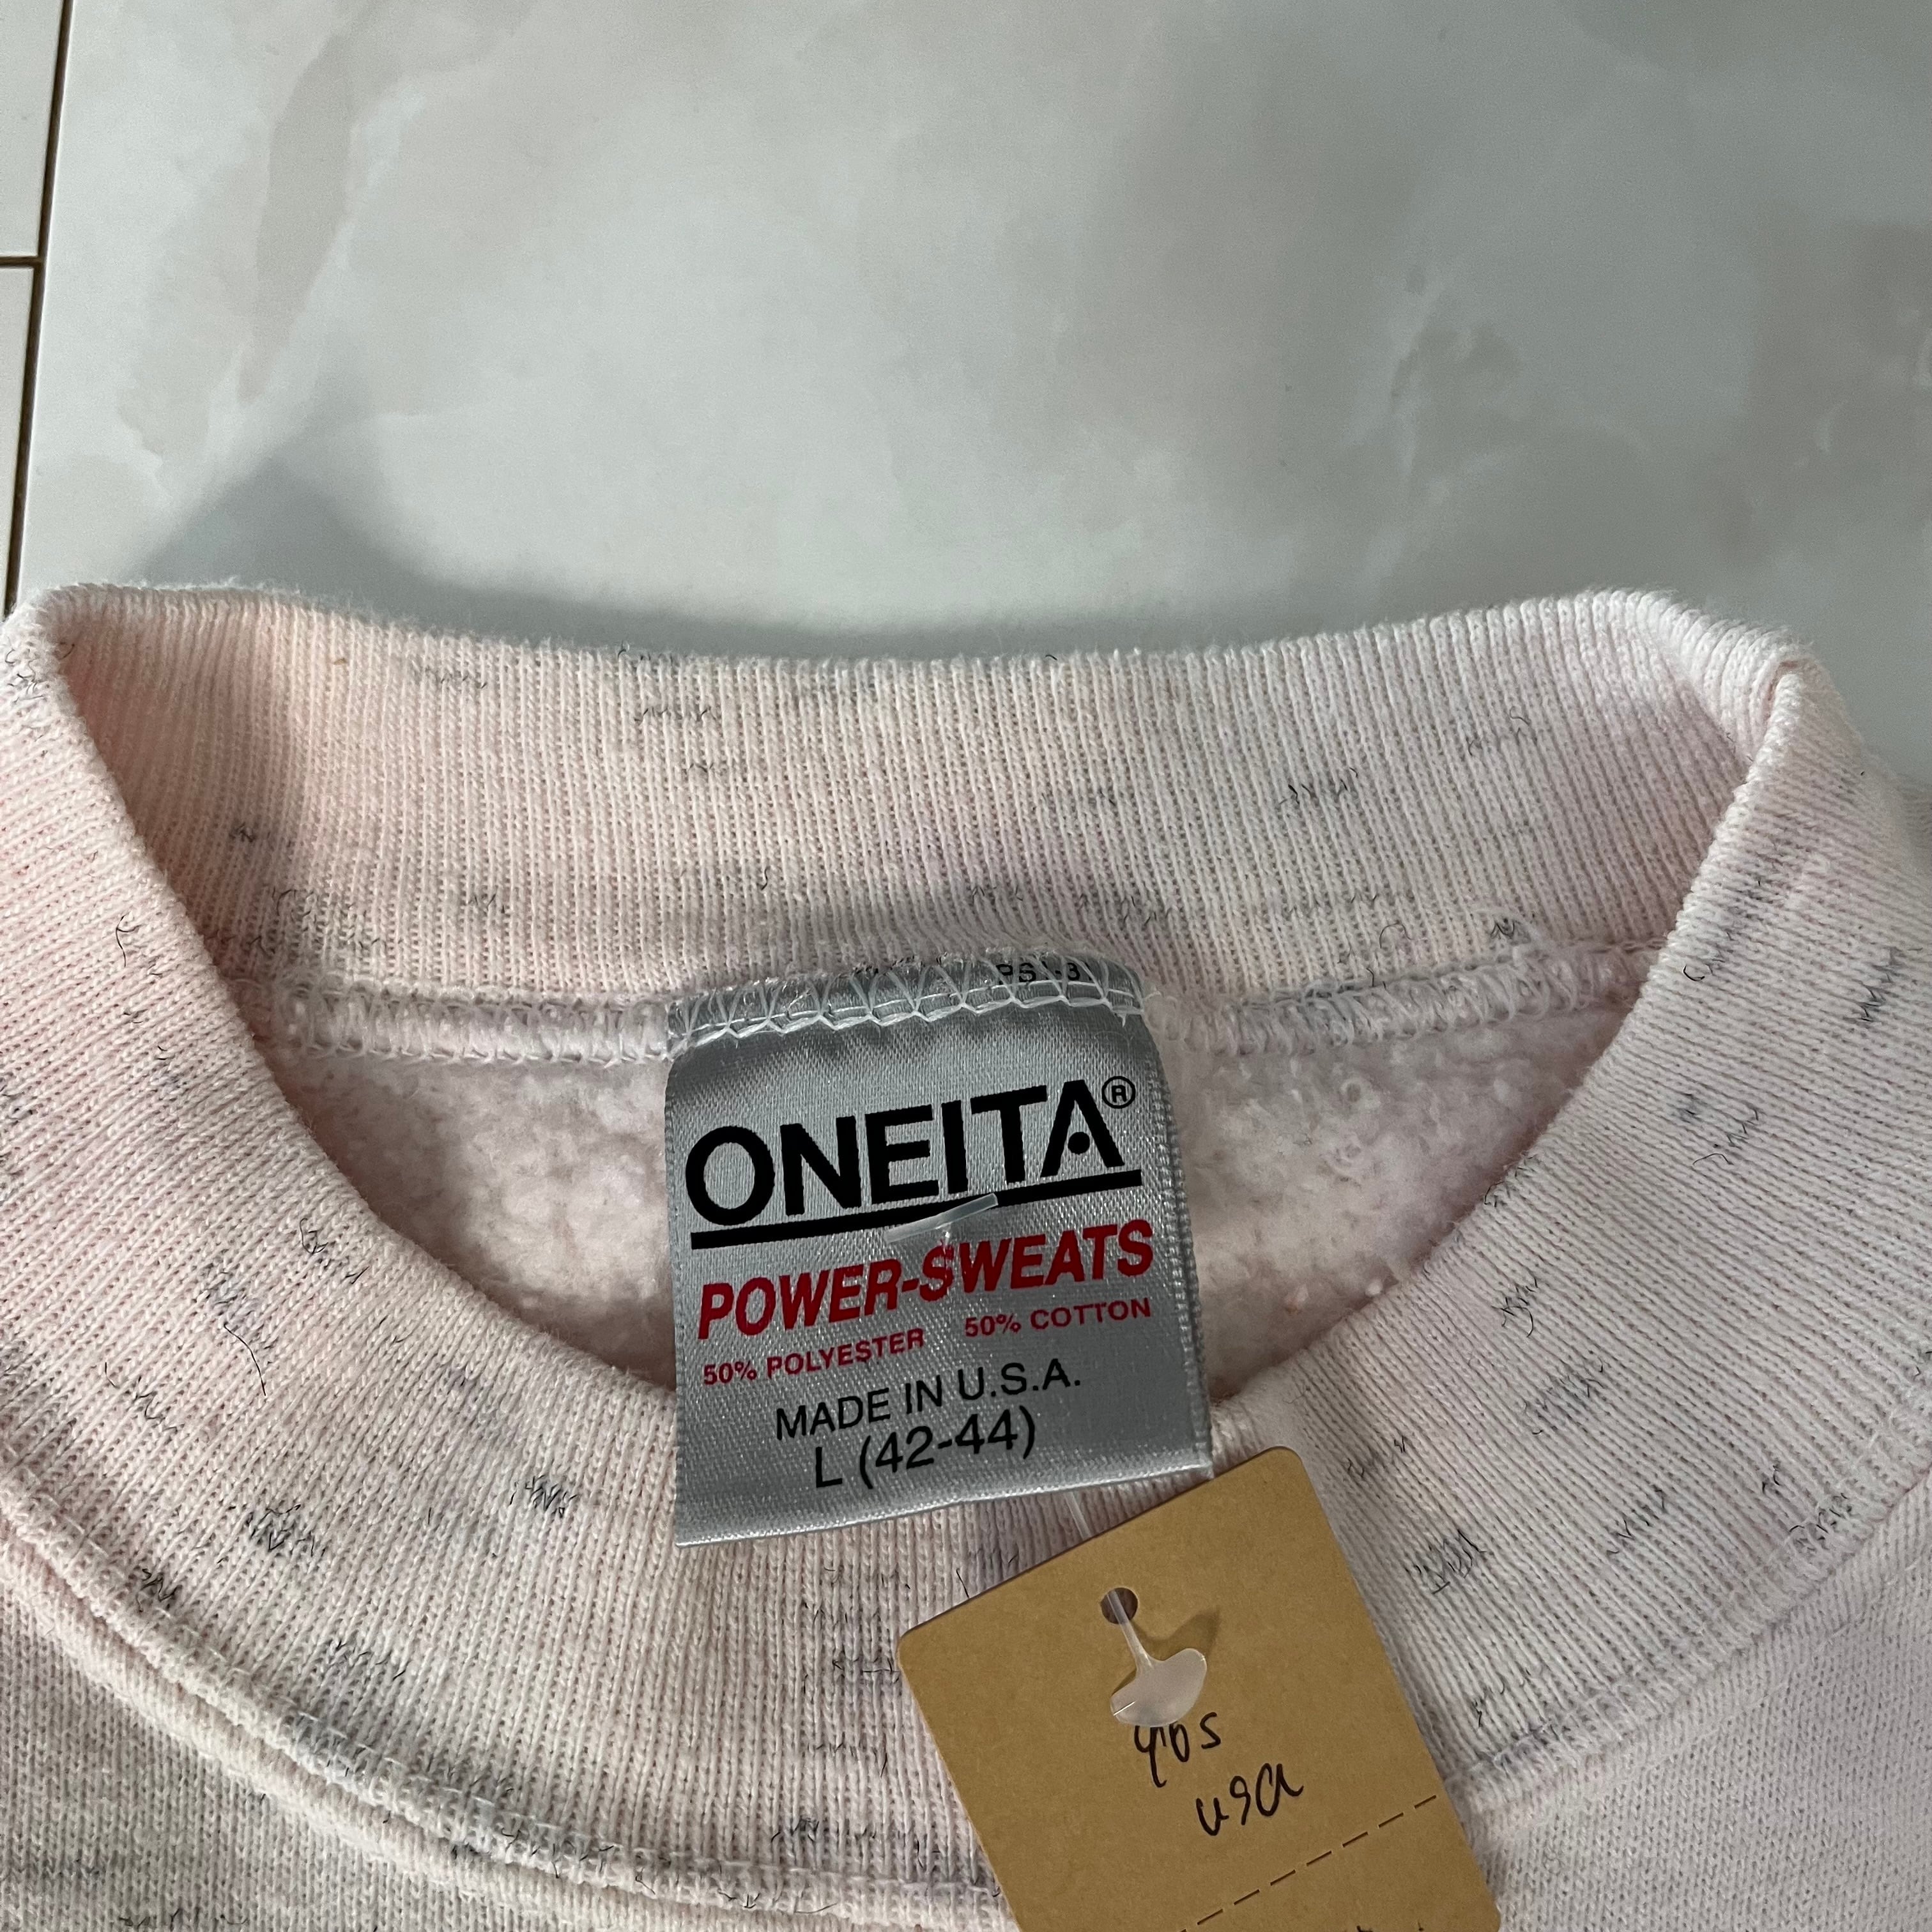 ONEITA®
POWER-SWEATS
50% POLYESTER 50% COTTON
MADE IN U.S.A.
L (42-44)
90s
usa